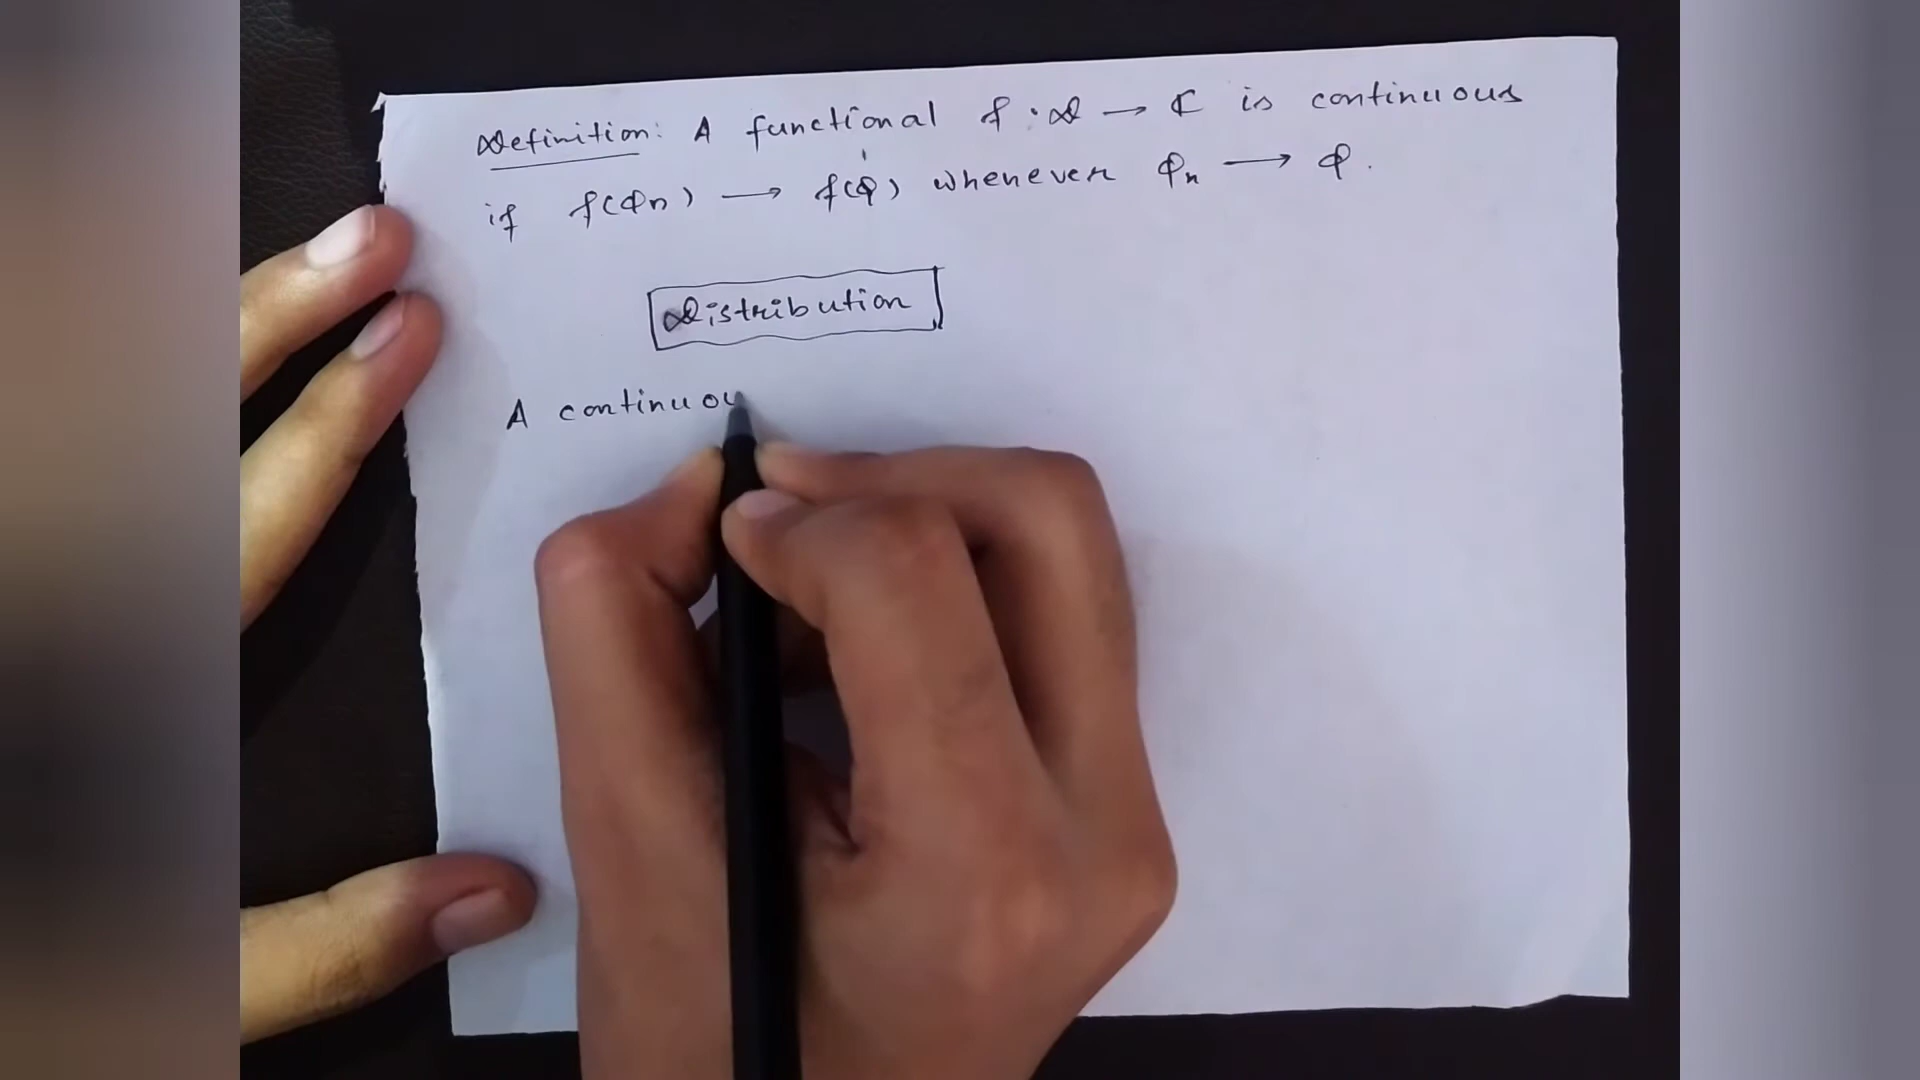 Definition: A functional f : 𝒟 → ℂ is continuous
if f(φn) → f(φ) whenever φn → φ.
Distribution
A continuou